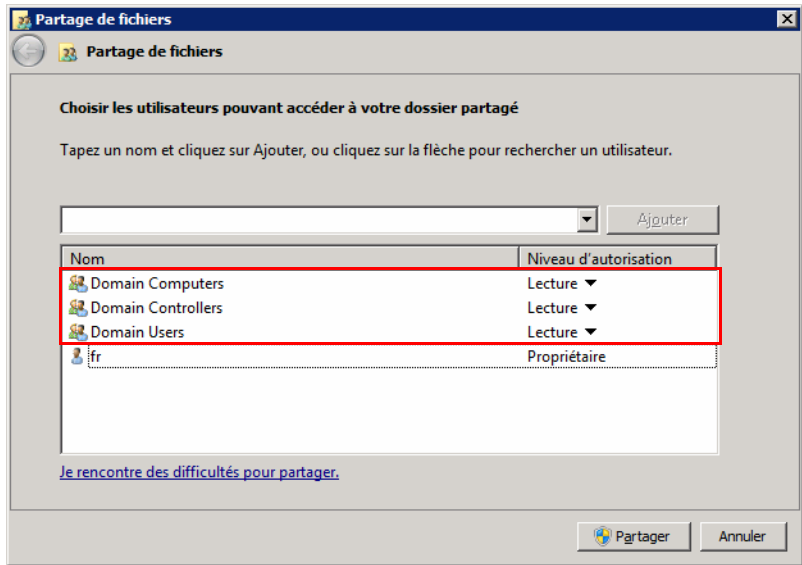 Partage de fichiers
Partage de fichiers
Choisir les utilisateurs pouvant accéder à votre dossier partagé
Tapez un nom et cliquez sur Ajouter, ou cliquez sur la flèche pour rechercher un utilisateur.
Ajouter
Nom Niveau d'autorisation
Domain Computers Lecture
Domain Controllers Lecture
Domain Users Lecture
fr Propriétaire
Je rencontre des difficultés pour partager.
Partager Annuler